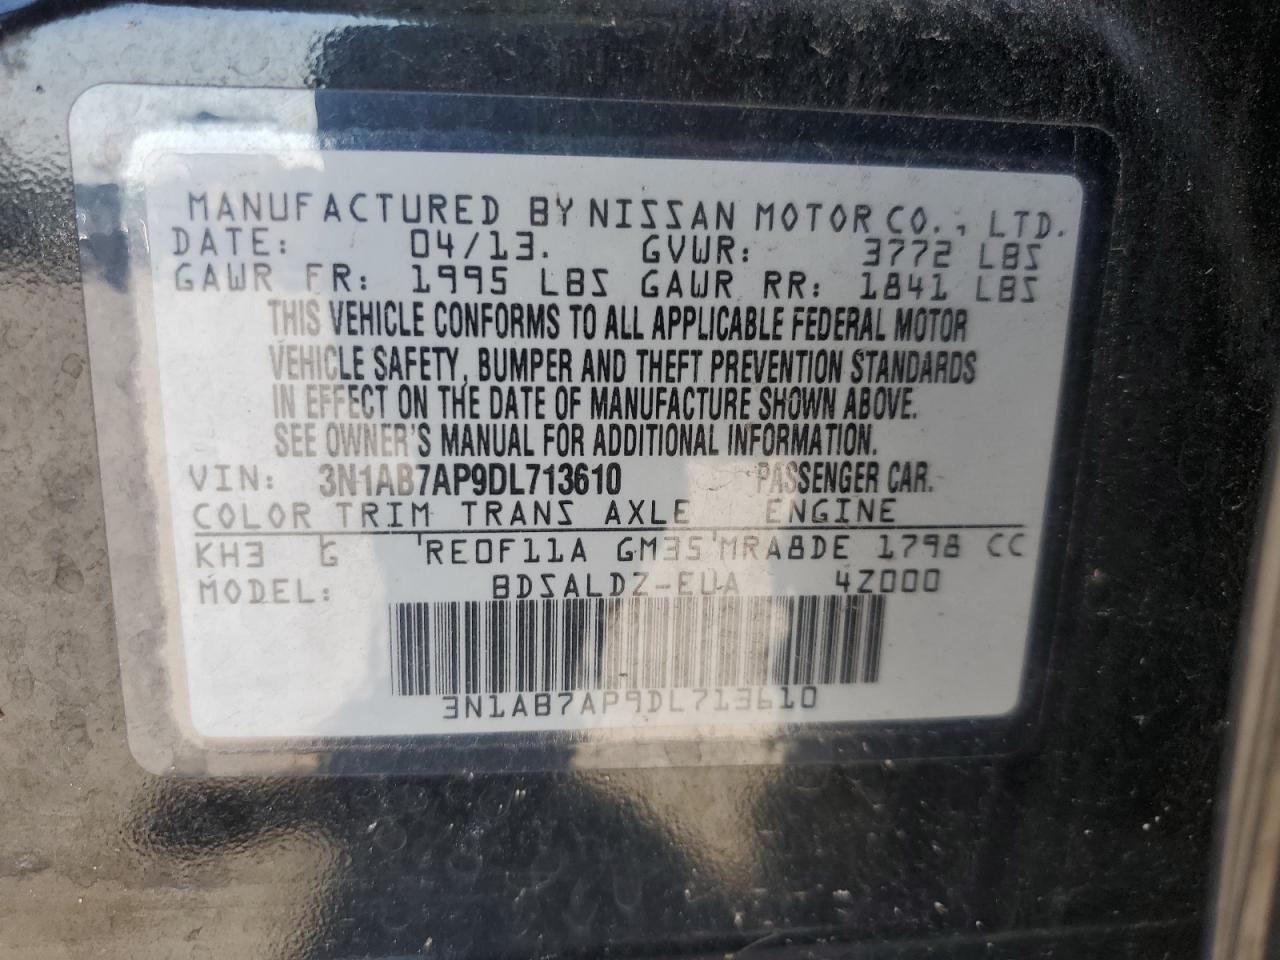 MANUFACTURED BY NISSAN MOTOR CO., LTD.
DATE: 04/13. GVWR: 3772 LBS
GAWR FR: 1995 LBS GAWR RR: 1841 LBS
THIS VEHICLE CONFORMS TO ALL APPLICABLE FEDERAL MOTOR
VEHICLE SAFETY, BUMPER AND THEFT PREVENTION STANDARDS
IN EFFECT ON THE DATE OF MANUFACTURE SHOWN ABOVE.
SEE OWNER'S MANUAL FOR ADDITIONAL INFORMATION.
VIN: 3N1AB7AP9DL713610 PASSENGER CAR.
COLOR TRIM TRANS AXLE ENGINE
KH3 G RE0F11A GM35 MRA8DE 1798 CC
MODEL: BDSALDZ-EUA 4Z000
3N1AB7AP9DL713610